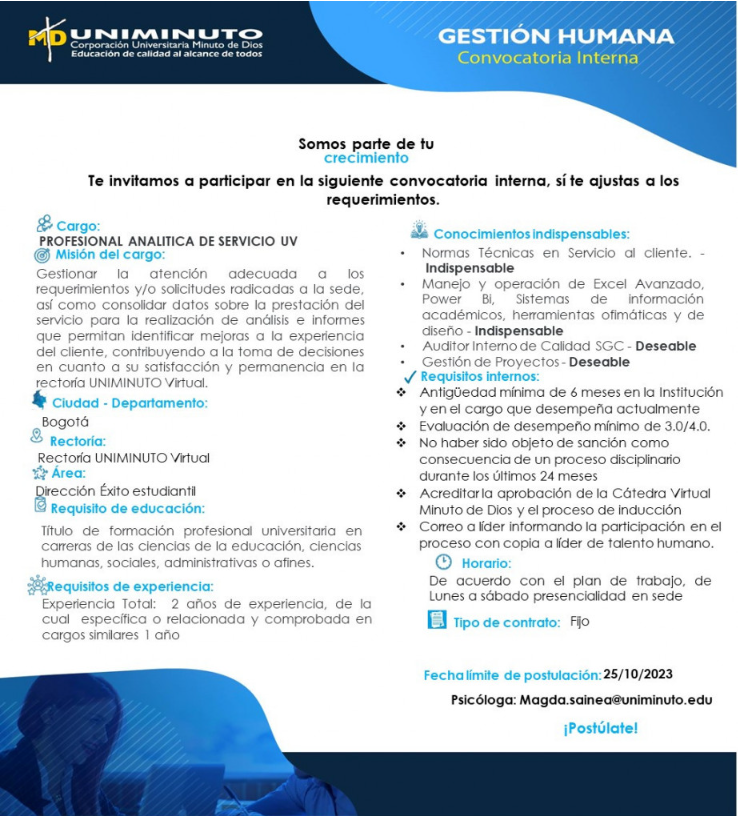 UNIMINUTO
Corporación Universitaria Minuto de Dios
Educación de calidad al alcance de todos
GESTIÓN HUMANA
Convocatoria Interna
Somos parte de tu
crecimiento
Te invitamos a participar en la siguiente convocatoria interna, sí te ajustas a los
requerimientos.
Cargo:
PROFESIONAL ANALITICA DE SERVICIO UV
Misión del cargo:
Gestionar la atención adecuada a los
requerimientos y/o solicitudes radicadas a la sede,
así como consolidar datos sobre la prestación del
servicio para la realización de análisis e informes
que permitan identificar mejoras a la experiencia
del cliente, contribuyendo a la toma de decisiones
en cuanto a su satisfacción y permanencia en la
rectoría UNIMINUTO Virtual.
Ciudad - Departamento:
Bogotá
Rectoría:
Rectoría UNIMINUTO Virtual
Área:
Dirección Éxito estudiantil
Requisito de educación:
Título de formación profesional universitaria en
carreras de las ciencias de la educación, ciencias
humanas, sociales, administrativas o afines.
Requisitos de experiencia:
Experiencia Total: 2 años de experiencia, de la
cual específica o relacionada y comprobada en
cargos similares 1 año
Conocimientos indispensables:
• Normas Técnicas en Servicio al cliente. -
Indispensable
• Manejo y operación de Excel Avanzado,
Power Bi, Sistemas de información
académicos, herramientas ofimáticas y de
diseño - Indispensable
• Auditor Interno de Calidad SGC - Deseable
• Gestión de Proyectos - Deseable
Requisitos internos:
❖ Antigüedad mínima de 6 meses en la Institución
y en el cargo que desempeña actualmente
❖ Evaluación de desempeño mínimo de 3.0/4.0.
❖ No haber sido objeto de sanción como
consecuencia de un proceso disciplinario
durante los últimos 24 meses
❖ Acreditar la aprobación de la Cátedra Virtual
Minuto de Dios y el proceso de inducción
❖ Correo a líder informando la participación en el
proceso con copia a líder de talento humano.
Horario:
De acuerdo con el plan de trabajo, de
Lunes a sábado presencialidad en sede
Tipo de contrato: Fijo
Fecha límite de postulación: 25/10/2023
Psicóloga: Magda.sainea@uniminuto.edu
¡Postúlate!